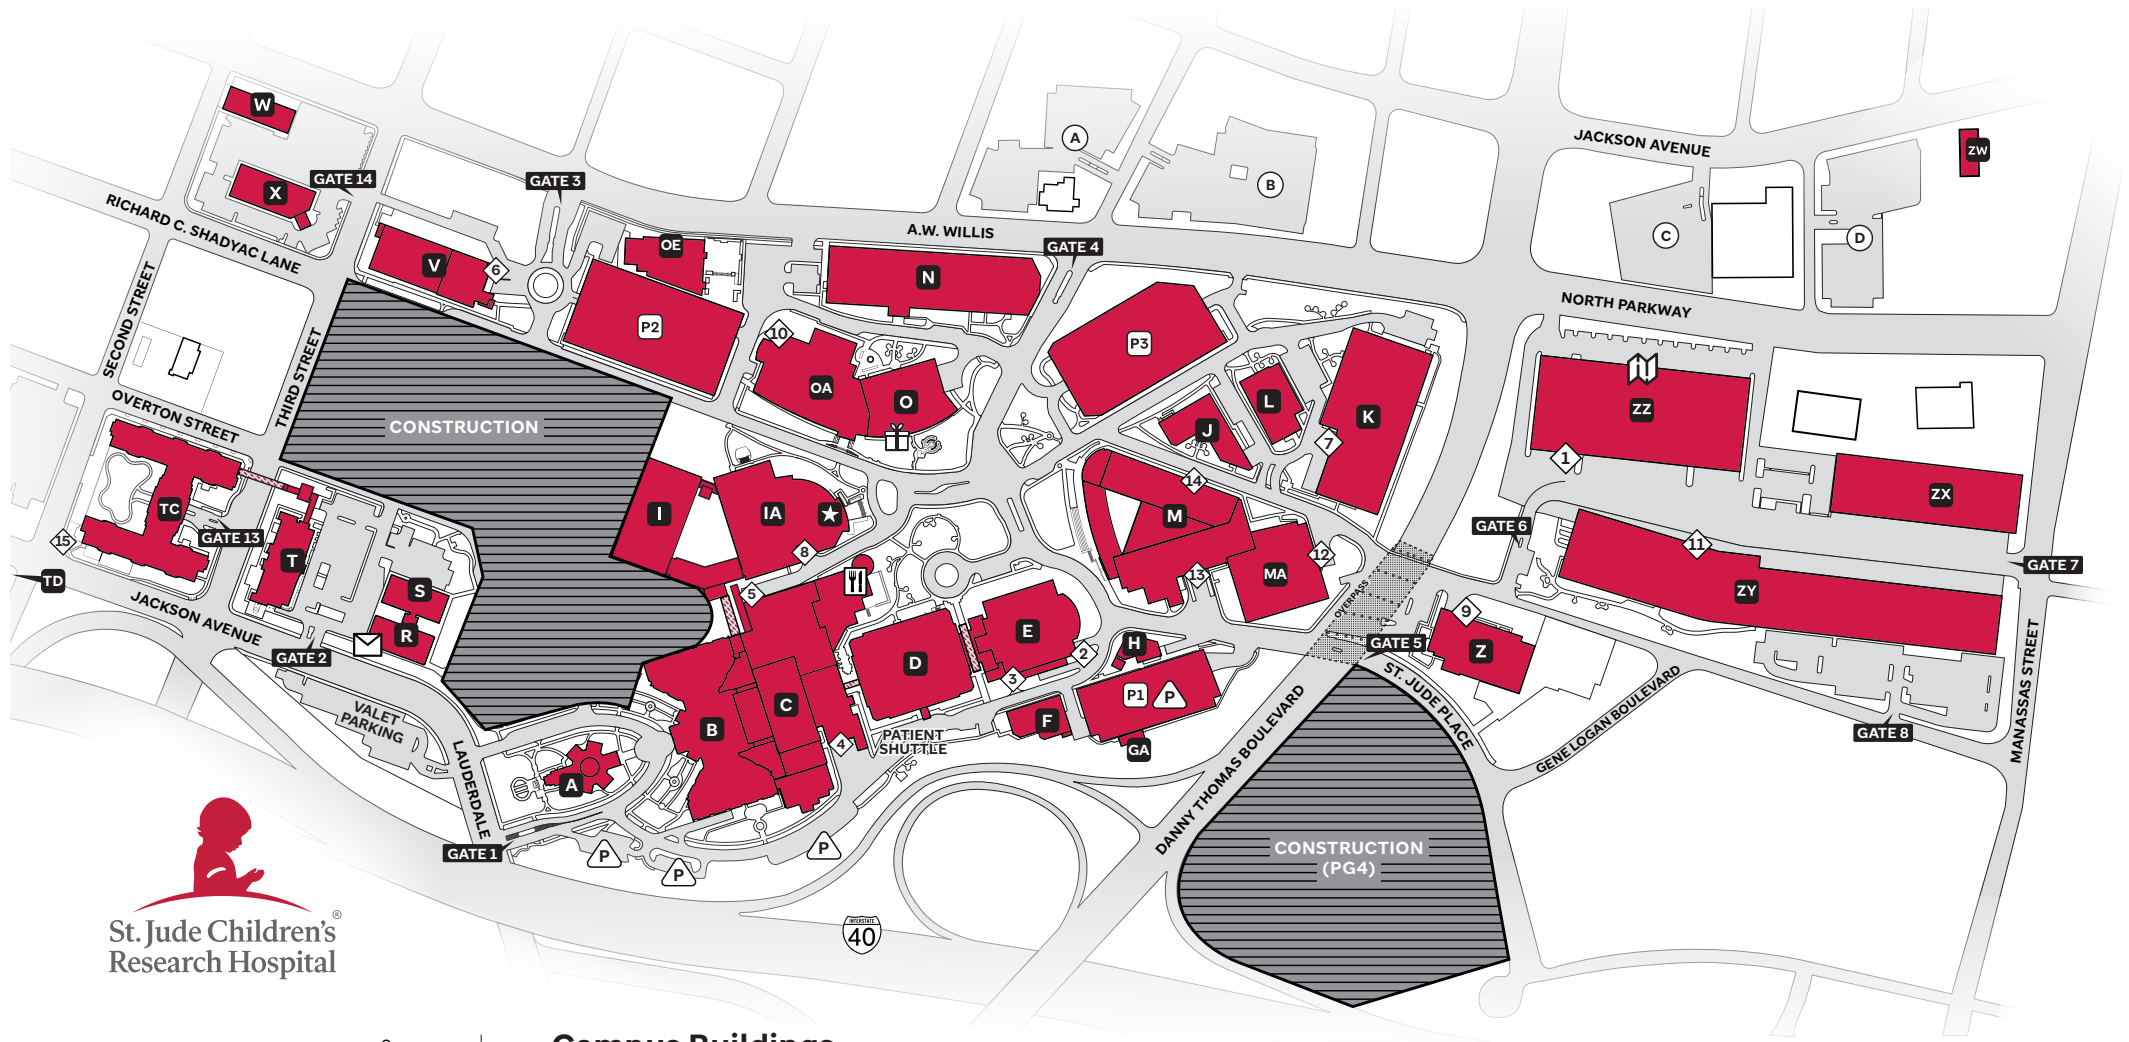 W
X
GATE 14
GATE 3
A
B
JACKSON AVENUE
ZW
RICHARD C. SHADYAC LANE
V
6
OE
A.W. WILLIS
GATE 4
C
D
N
P2
10
P3
NORTH PARKWAY
SECOND STREET
THIRD STREET
OVERTON STREET
CONSTRUCTION
OA
O
L
J
K
7
ZZ
1
ZX
TC
GATE 13
15
TD
T
S
R
I
IA
8
5
14
M
MA
12
13
OVERPASS
GATE 6
11
GATE 7
ZY
JACKSON AVENUE
GATE 2
VALET
PARKING
LAUDERDALE
A
B
C
D
E
2
3
4
H
P1
P
F
GA
PATIENT
SHUTTLE
GATE 5
9
Z
ST. JUDE PLACE
GENE LOGAN BOULEVARD
GATE 8
MANASSAS STREET
DANNY THOMAS BOULEVARD
GATE 1
P
P
P
CONSTRUCTION
(PG4)
INTERSTATE
40
St. Jude Children's®
Research Hospital
Campus Buildings